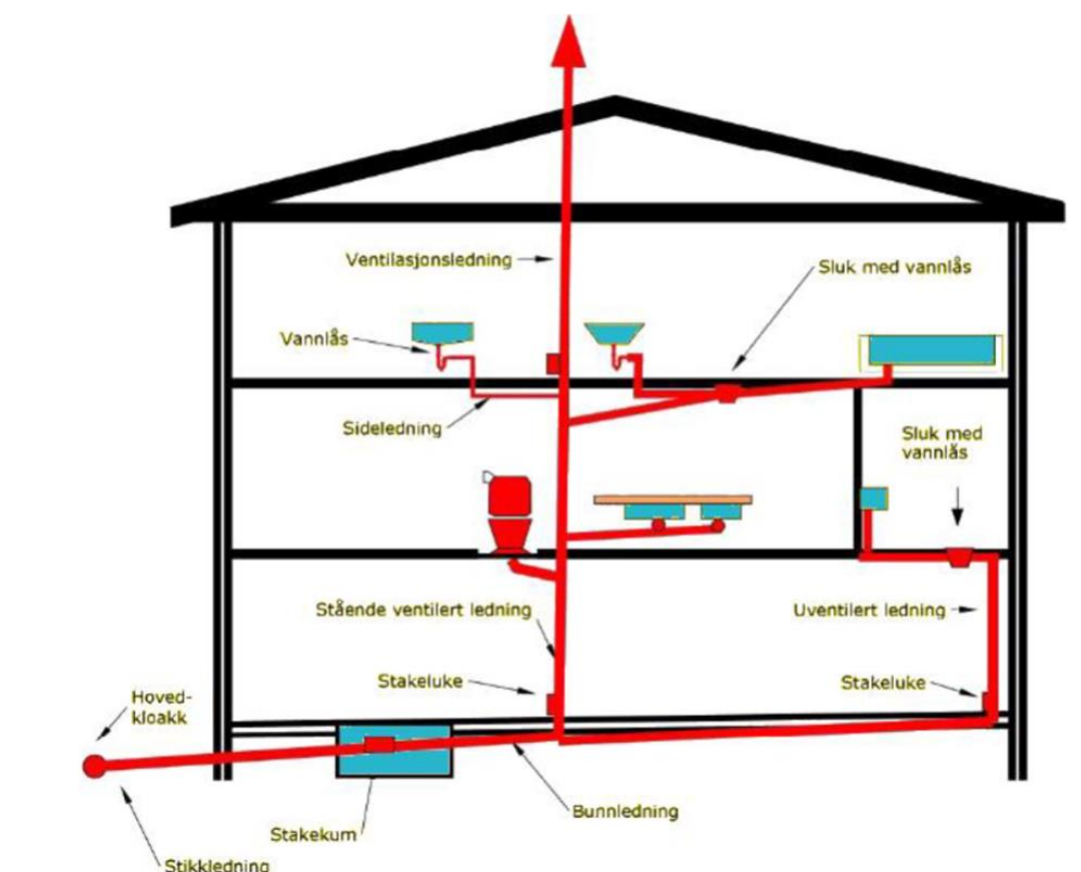 Ventilasjonsledning
Sluk med vannlås
Vannlås
Sideledning
Sluk med
vannlås
Stående ventilert ledning
Uventilert ledning
Stakeluke
Stakeluke
Hoved-
kloakk
Bunnledning
Stakekum
Stikkledning